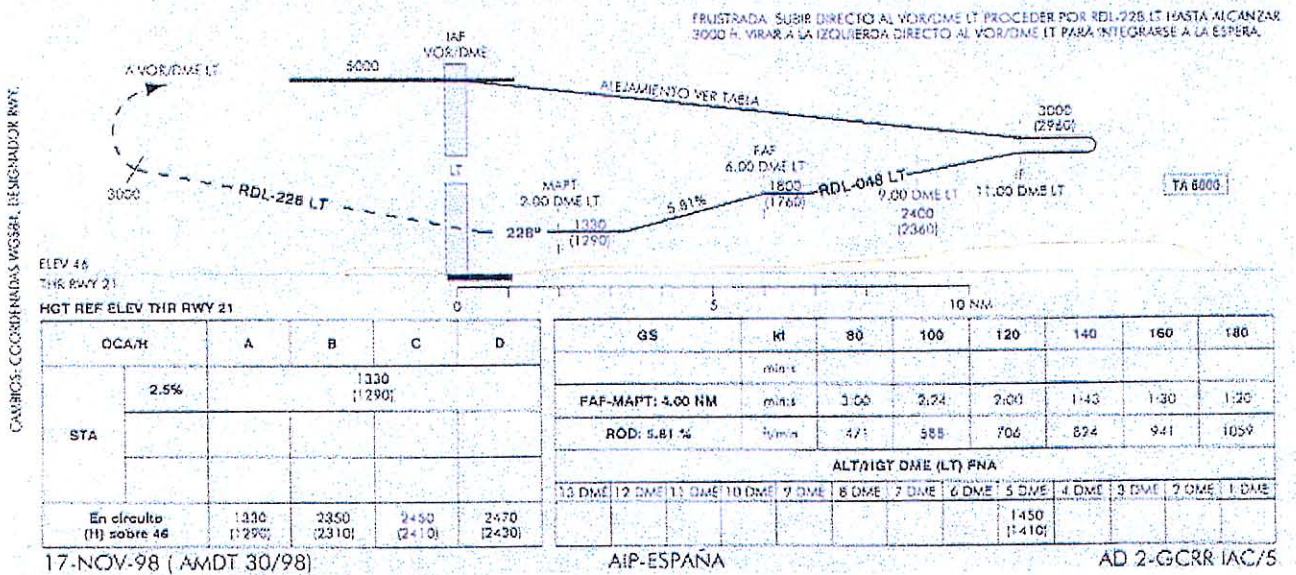 FRUSTRADA: SUBIR DIRECTO AL VOR/DME LT PROCEDER POR RDL-228 LT HASTA ALCANZAR
3000 ft. VIRAR A LA IZQUIERDA DIRECTO AL VOR/DME LT PARA INTEGRARSE A LA ESPERA.
IAF
VOR/DME
A VOR/DME LT
5000
ALEJAMIENTO VER TABLA
3000
(2960)
FAF
6.00 DME LT
LT
MAPT
2.00 DME LT
1800
(1760)
RDL-048 LT
9.00 DME LT
2400
(2360)
IF
11.00 DME LT
TA 6000
3000
RDL-228 LT
228º
1330
(1290)
5.81%
ELEV 46
THR RWY 21
HGT REF ELEV THR RWY 21
0 5 10 NM
CAMBIOS: COORDENADAS WGS84, DESIGNADOR RWY.
OCA/H A B C D
STA 2.5% 1330
(1290)
En circuito 1330 2350 2450 2470
(H) sobre 46 (1290) (2310) (2410) (2430)
GS kt 80 100 120 140 160 180
min:s
FAF-MAPT: 4.00 NM min:s 3:00 2:24 2:00 1:43 1:30 1:20
ROD: 5.81 % ft/min 471 588 706 824 941 1059
ALT/HGT DME (LT) FNA
13 DME 12 DME 11 DME 10 DME 9 DME 8 DME 7 DME 6 DME 5 DME 4 DME 3 DME 2 DME 1 DME
1450
(1410)
17-NOV-98 ( AMDT 30/98)
AIP-ESPAÑA
AD 2-GCRR IAC/5